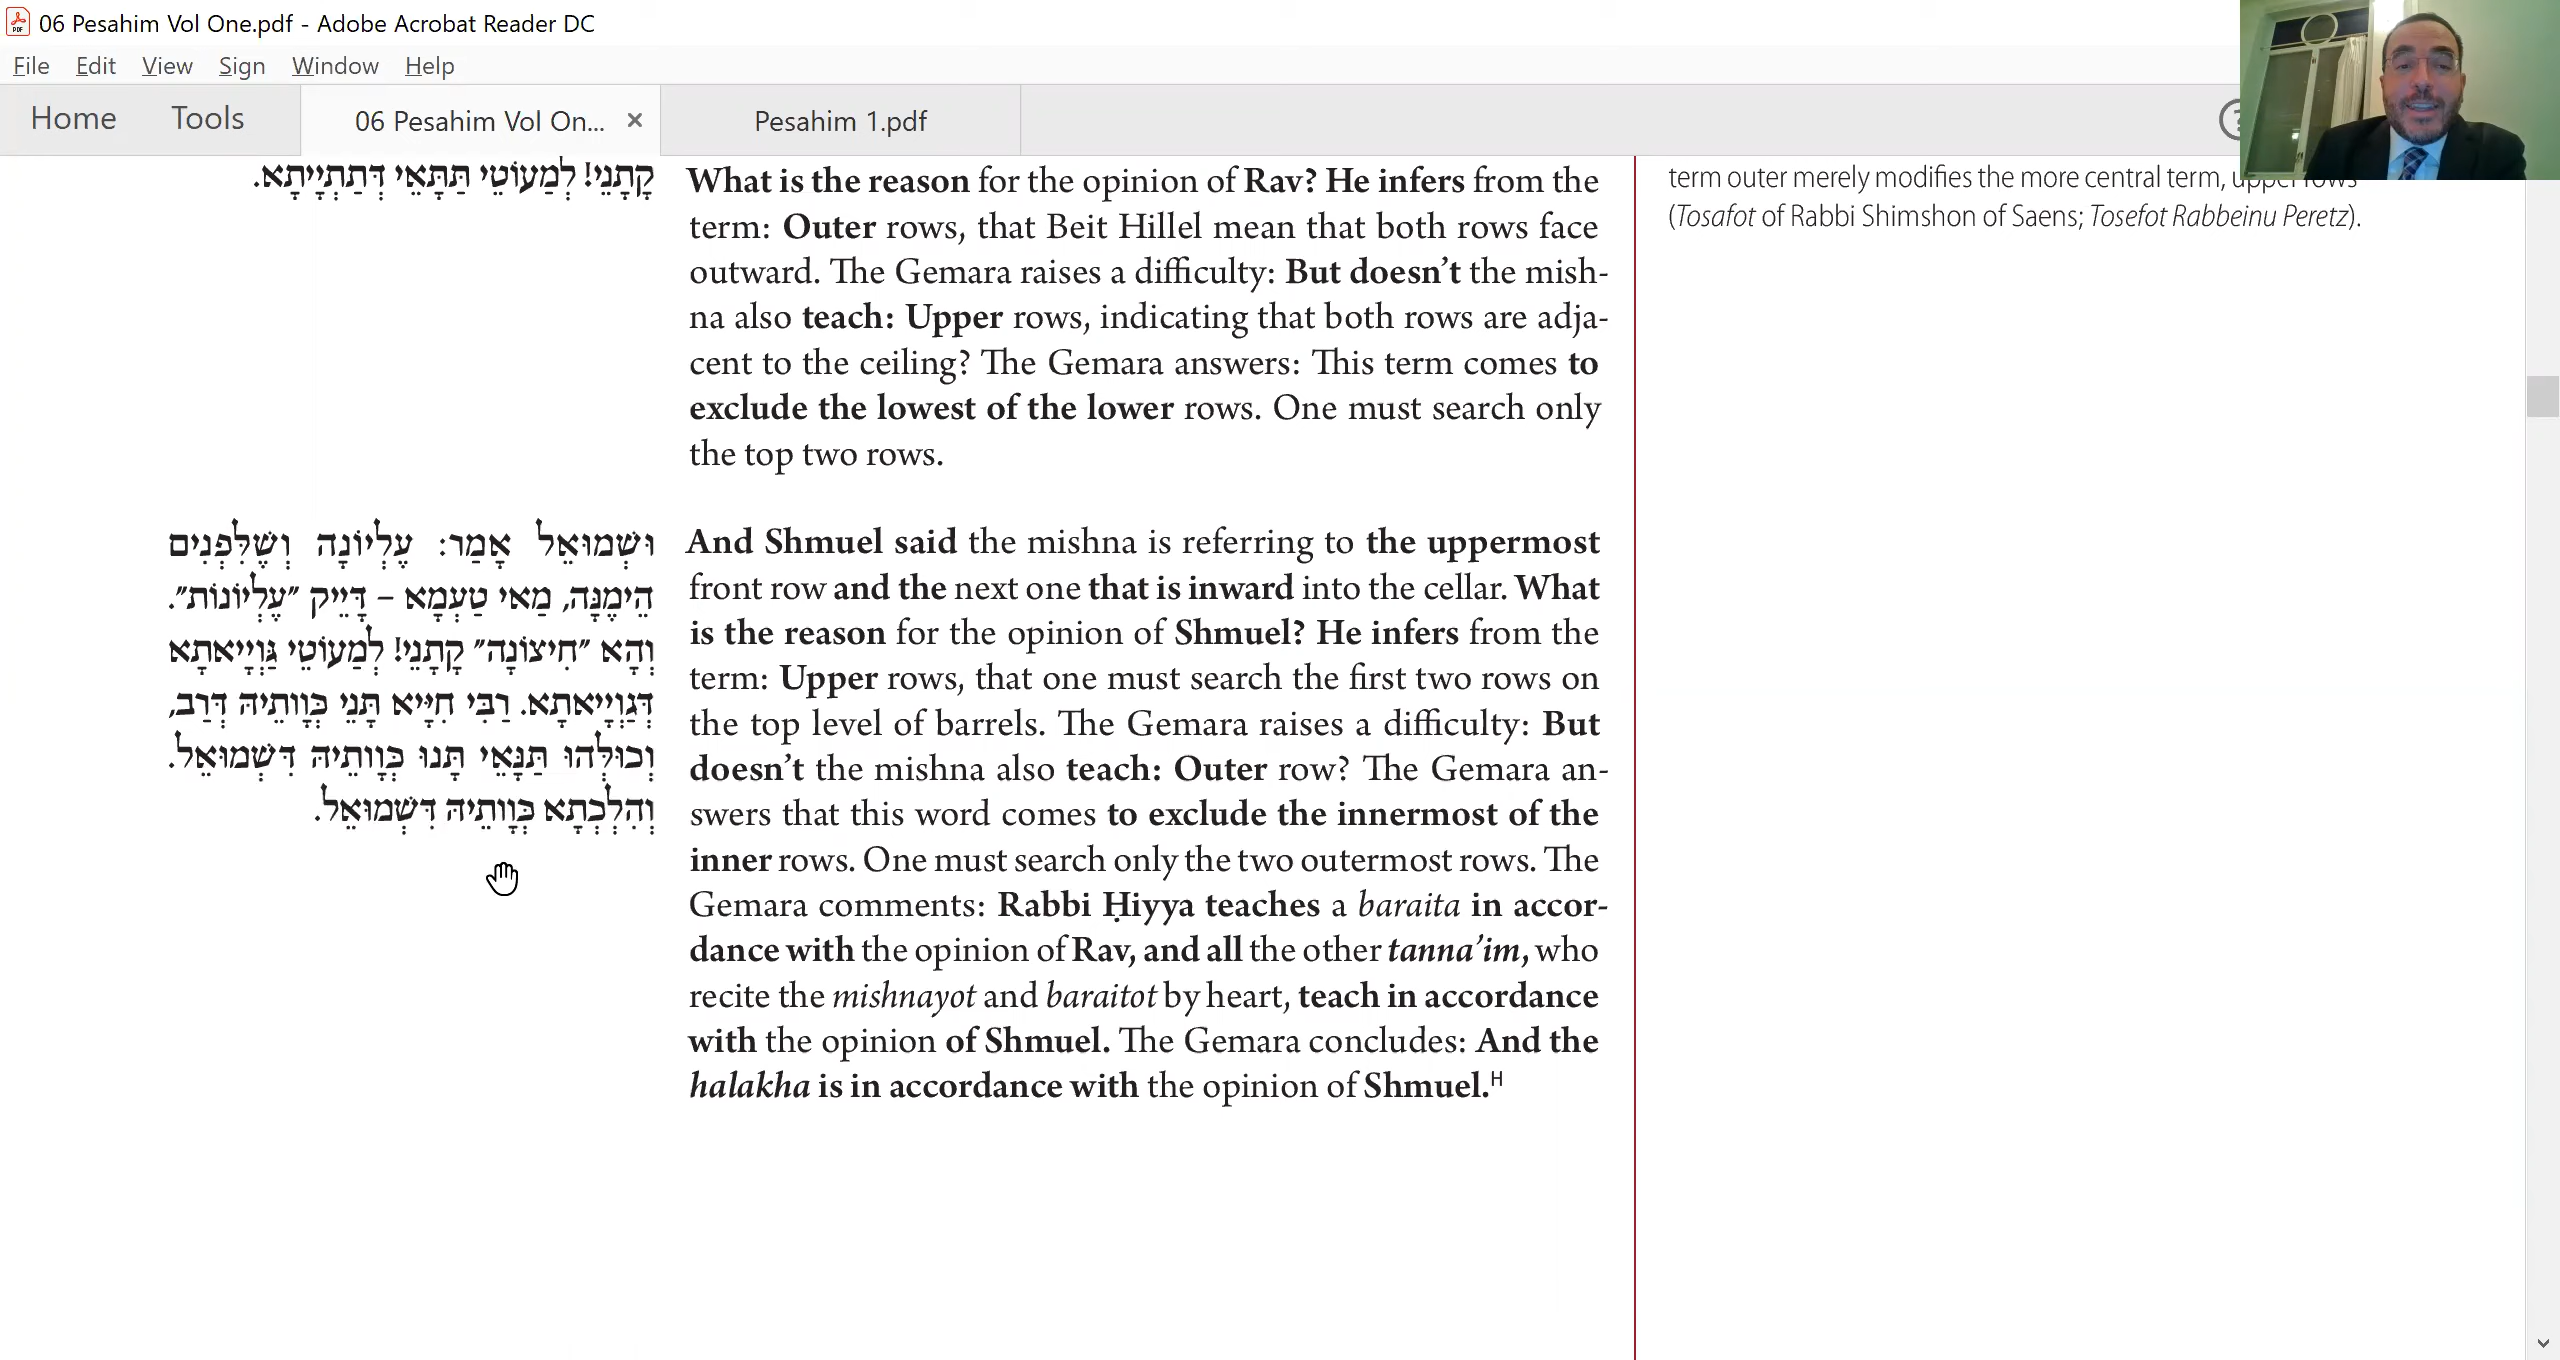 06 Pesahim Vol One.pdf - Adobe Acrobat Reader DC
File Edit View Sign Window Help
Home Tools 06 Pesahim Vol On... × Pesahim 1.pdf
קָתָנֵי! לְמַעוֹטֵי תַּתָּאֵי דְּתַתְּיָיתָא.
What is the reason for the opinion of Rav? He infers from the
term: Outer rows, that Beit Hillel mean that both rows face
outward. The Gemara raises a difficulty: But doesn’t the mish-
na also teach: Upper rows, indicating that both rows are adja-
cent to the ceiling? The Gemara answers: This term comes to
exclude the lowest of the lower rows. One must search only
the top two rows.
וּשְׁמוּאֵל אָמַר: עֶלְיוֹנָה וְשֶׁלִּפְנִים
הֵימֶנָּה, מַאי טַעְמָא – דָּיֵיק ״עֶלְיוֹנוֹת״.
וְהָא ״חִיצוֹנָה״ קָתָנֵי! לְמַעוֹטֵי גַּוְּיָיאתָא
דְּגַוְּיָיאתָא. רַבִּי חִיָּיא תָּנֵי כְּוָותֵיהּ דְּרַב,
וְכוּלְּהוּ תַּנָּאֵי תָּנוּ כְּוָותֵיהּ דִּשְׁמוּאֵל.
וְהִלְכְתָא כְּוָותֵיהּ דִּשְׁמוּאֵל.
And Shmuel said the mishna is referring to the uppermost
front row and the next one that is inward into the cellar. What
is the reason for the opinion of Shmuel? He infers from the
term: Upper rows, that one must search the first two rows on
the top level of barrels. The Gemara raises a difficulty: But
doesn’t the mishna also teach: Outer row? The Gemara an-
swers that this word comes to exclude the innermost of the
inner rows. One must search only the two outermost rows. The
Gemara comments: Rabbi Ḥiyya teaches a baraita in accor-
dance with the opinion of Rav, and all the other tanna’im, who
recite the mishnayot and baraitot by heart, teach in accordance
with the opinion of Shmuel. The Gemara concludes: And the
halakha is in accordance with the opinion of Shmuel.H
term outer merely modifies the more central term, upper rows
(Tosafot of Rabbi Shimshon of Saens; Tosefot Rabbeinu Peretz).